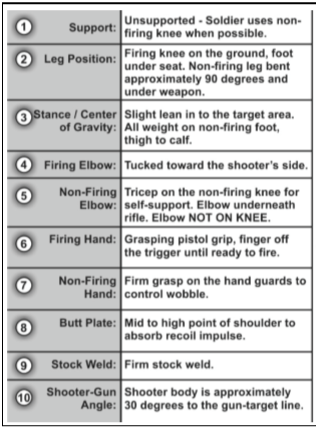 1 Support: Unsupported - Soldier uses non-
firing knee when possible.
2 Leg Position: Firing knee on the ground, foot
under seat. Non-firing leg bent
approximately 90 degrees and
under weapon.
3 Stance / Center
of Gravity: Slight lean in to the target area.
All weight on non-firing foot,
thigh to calf.
4 Firing Elbow: Tucked toward the shooter's side.
5 Non-Firing
Elbow: Tricep on the non-firing knee for
self-support. Elbow underneath
rifle. Elbow NOT ON KNEE.
6 Firing Hand: Grasping pistol grip, finger off
the trigger until ready to fire.
7 Non-Firing
Hand: Firm grasp on the hand guards to
control wobble.
8 Butt Plate: Mid to high point of shoulder to
absorb recoil impulse.
9 Stock Weld: Firm stock weld.
10 Shooter-Gun
Angle: Shooter body is approximately
30 degrees to the gun-target line.